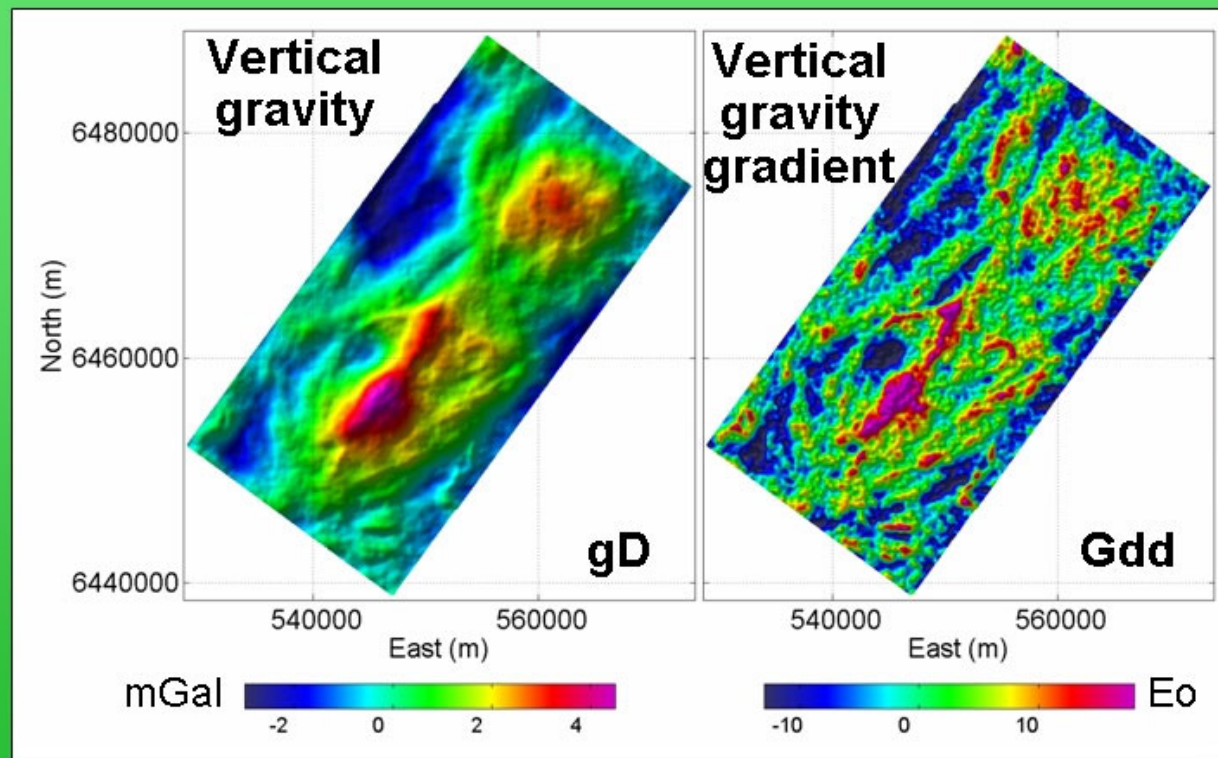 Vertical
gravity
Vertical
gravity
gradient
6480000
6460000
6440000
North (m)
gD
Gdd
540000
560000
540000
560000
East (m)
East (m)
mGal
-2
0
2
4
-10
0
10
Eo